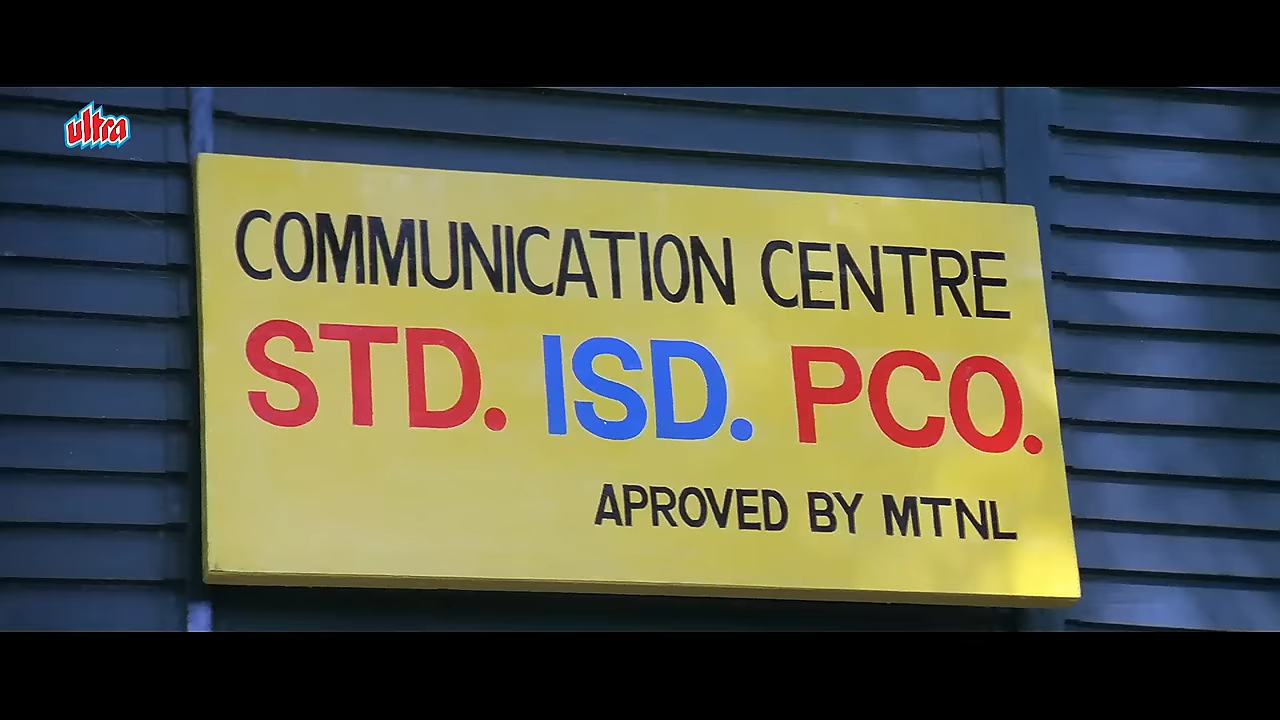 ultra
COMMUNICATION CENTRE
STD. ISD. PCO.
APROVED BY MTNL